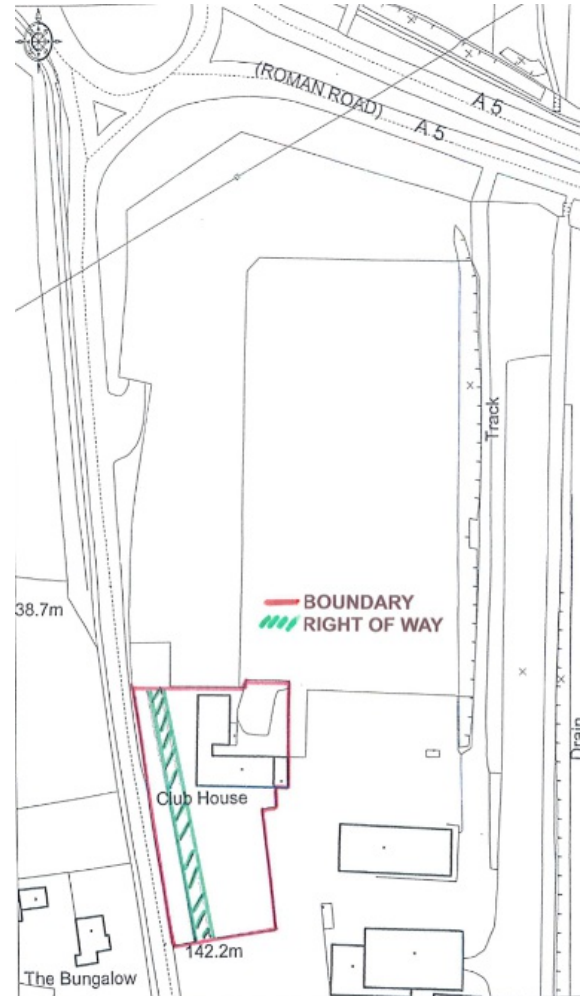 (ROMAN ROAD)
A 5
A 5
Track
BOUNDARY
RIGHT OF WAY
38.7m
Drain
Club House
142.2m
The Bungalow